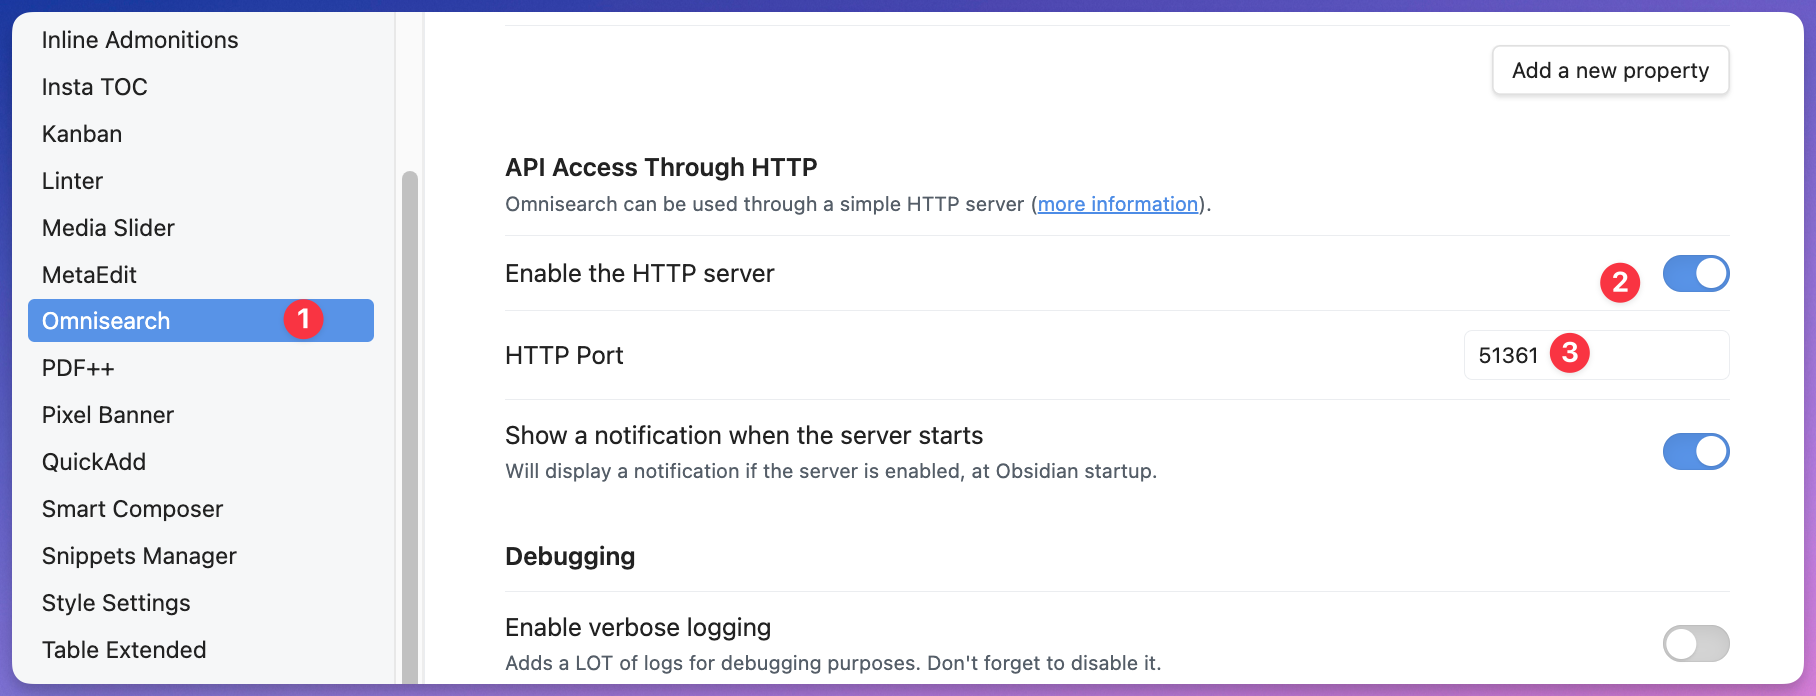 Inline Admonitions
Insta TOC
Kanban
Linter
Media Slider
MetaEdit
Omnisearch 1
PDF++
Pixel Banner
QuickAdd
Smart Composer
Snippets Manager
Style Settings
Table Extended
Add a new property
API Access Through HTTP
Omnisearch can be used through a simple HTTP server (more information).
Enable the HTTP server 2
HTTP Port 51361 3
Show a notification when the server starts
Will display a notification if the server is enabled, at Obsidian startup.
Debugging
Enable verbose logging
Adds a LOT of logs for debugging purposes. Don't forget to disable it.